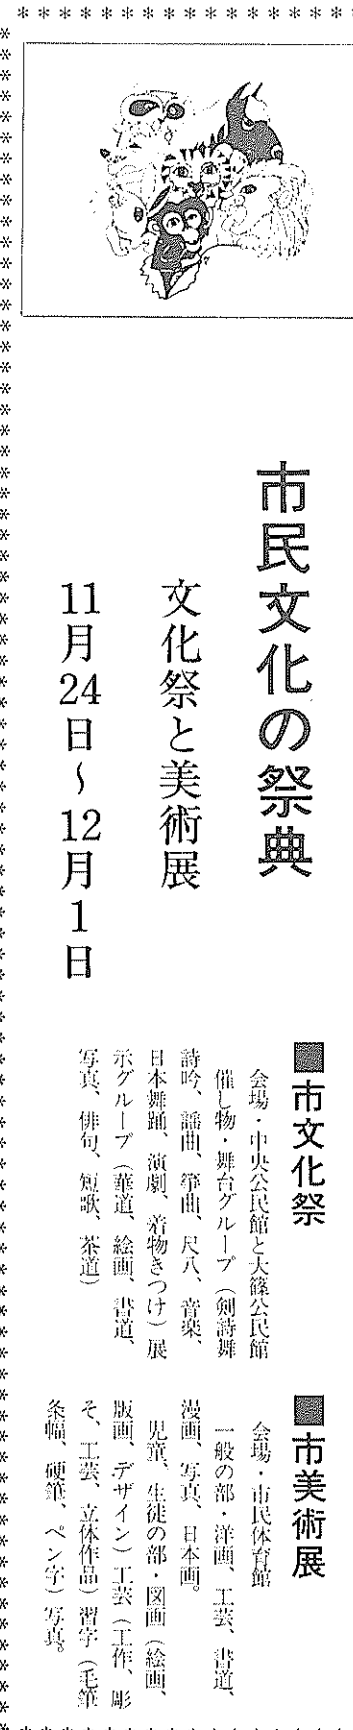 市民文化の祭典
文化祭と美術展
11月24日〜12月1日
■市文化祭
会場・中央公民館と大篠公民館
催し物・舞台グループ（剣詩舞
詩吟、謡曲、箏曲、尺八、音楽、
日本舞踊、演劇、着物きつけ）展
示グループ（華道、絵画、書道、
写真、俳句、短歌、茶道）
■市美術展
会場・市民体育館
一般の部・洋画、工芸、書道、
漫画、写真、日本画。
児童、生徒の部・図画（絵画、
版画、デザイン）工芸（工作、彫
そ、工芸、立体作品）習字（毛筆
条幅、硬筆、ペン字）写真。